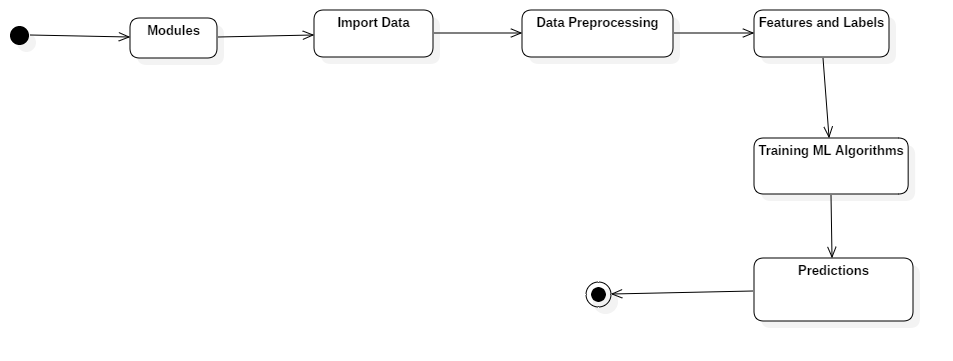 Modules
Import Data
Data Preprocessing
Features and Labels
Training ML Algorithms
Predictions